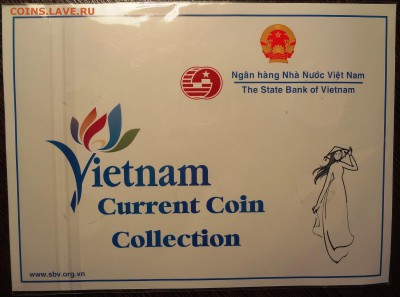 COINS.LAVE.RU
Ngân hàng Nhà Nước Việt Nam
The State Bank of Vietnam
Vietnam
Current Coin
Collection
www.sbv.org.vn